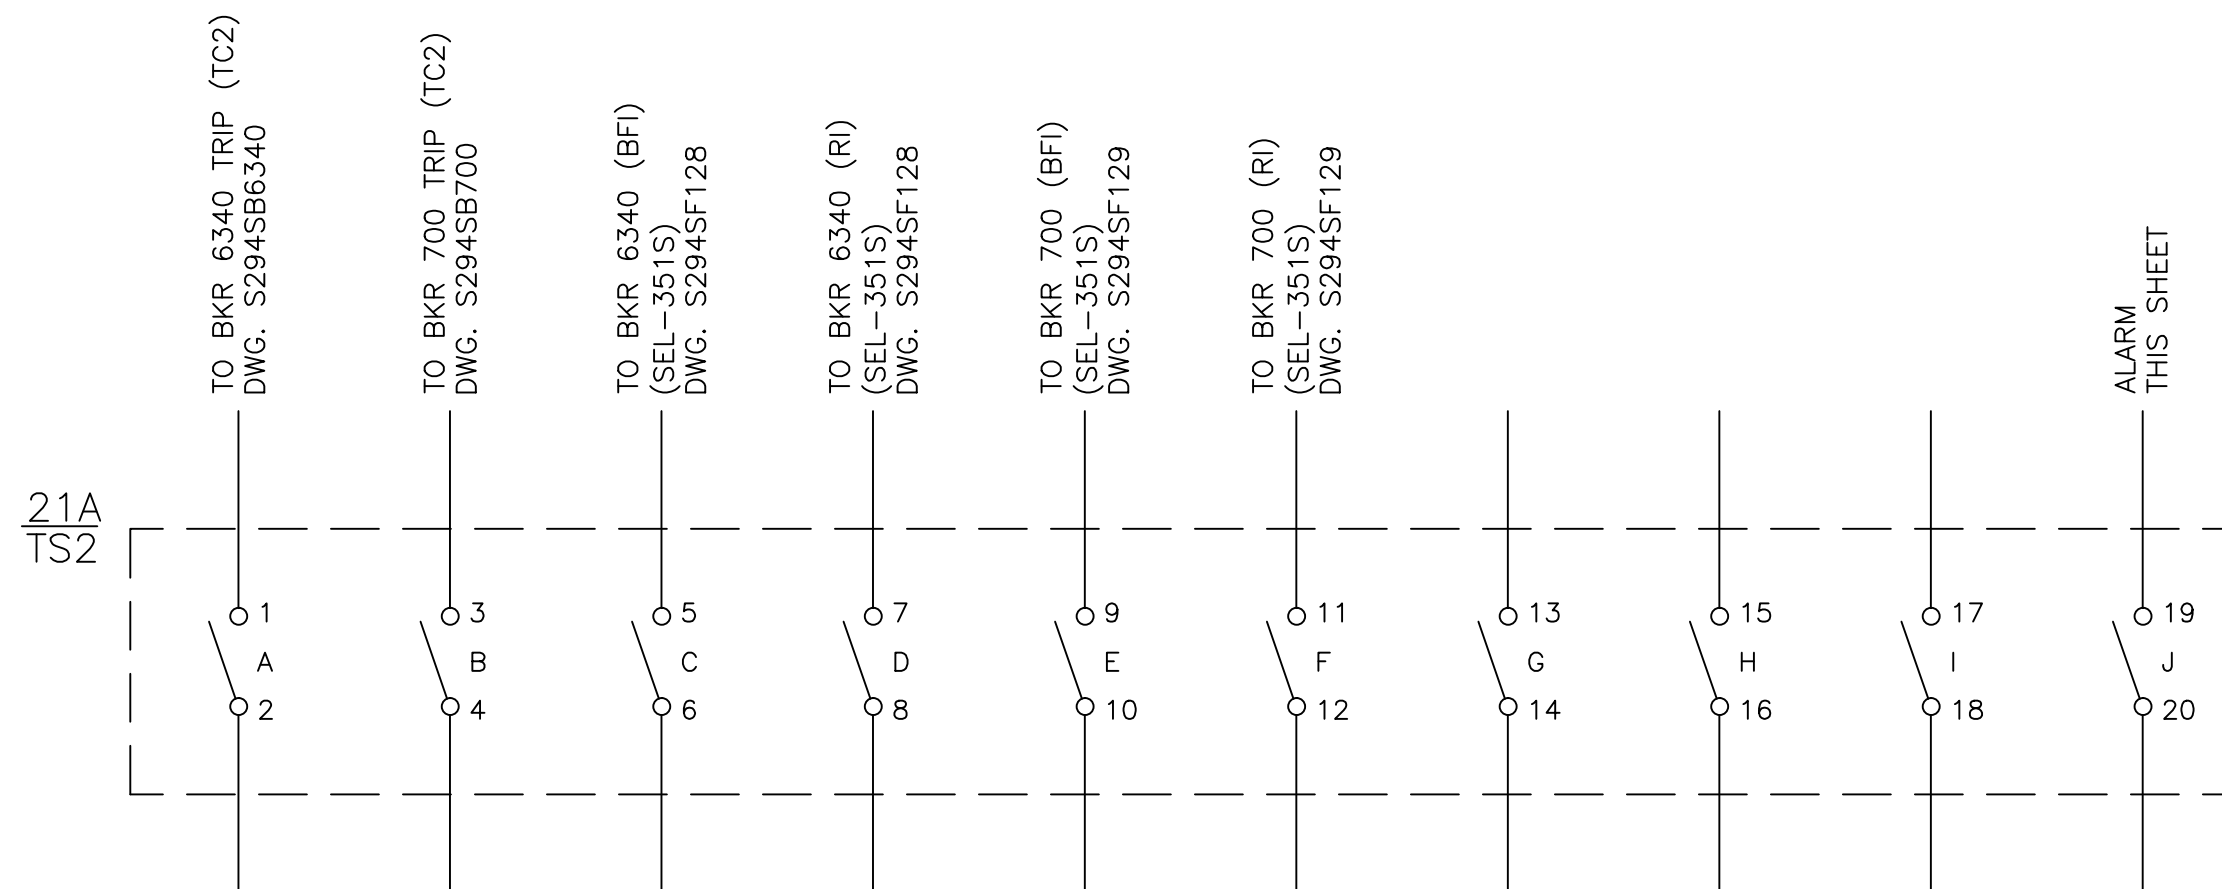 TO BKR 6340 TRIP (TC2)
DWG. S294SB6340
TO BKR 700 TRIP (TC2)
DWG. S294SB700
TO BKR 6340 (BFI)
(SEL-351S)
DWG. S294SF128
TO BKR 6340 (RI)
(SEL-351S)
DWG. S294SF128
TO BKR 700 (BFI)
(SEL-351S)
DWG. S294SF129
TO BKR 700 (RI)
(SEL-351S)
DWG. S294SF129
ALARM
THIS SHEET
21A
TS2
1
A
2
3
B
4
5
C
6
7
D
8
9
E
10
11
F
12
13
G
14
15
H
16
17
I
18
19
J
20